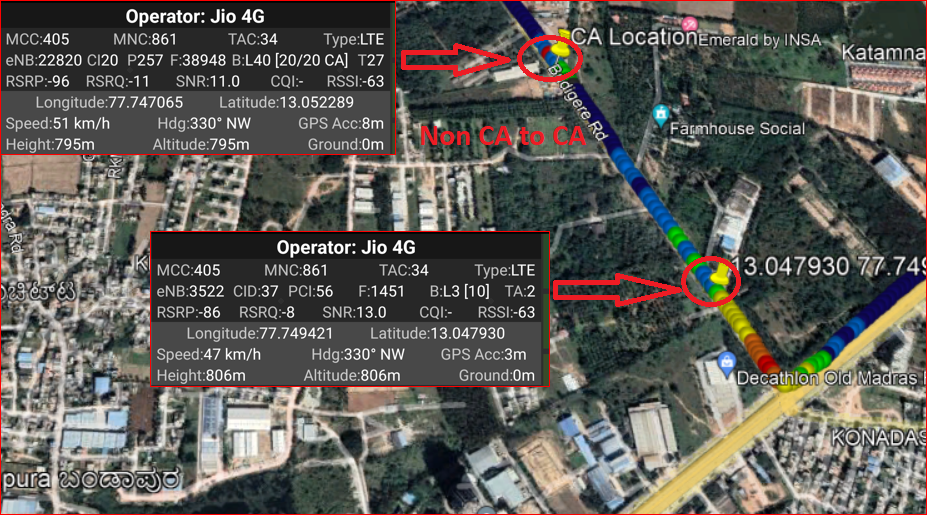 Operator: Jio 4G
MCC:405 MNC:861 TAC:34 Type:LTE
eNB:22820 CI20 P257 F:38948 B:L40 [20/20 CA] T27
RSRP:-96 RSRQ:-11 SNR:11.0 CQI:- RSSI:-63
Longitude:77.747065 Latitude:13.052289
Speed:51 km/h Hdg:330° NW GPS Acc:8m
Height:795m Altitude:795m Ground:0m
CA Location
Emerald by INSA
Katamna
Budigere Rd
Farmhouse Social
Non CA to CA
Operator: Jio 4G
MCC:405 MNC:861 TAC:34 Type:LTE
eNB:3522 CID:37 PCI:56 F:1451 B:L3 [10] TA:2
RSRP:-86 RSRQ:-8 SNR:13.0 CQI:- RSSI:-63
Longitude:77.749421 Latitude:13.047930
Speed:47 km/h Hdg:330° NW GPS Acc:3m
Height:806m Altitude:806m Ground:0m
13.047930 77.749
Decathlon Old Madras
KONADAS
pura ಬಂಡಾಪುರ